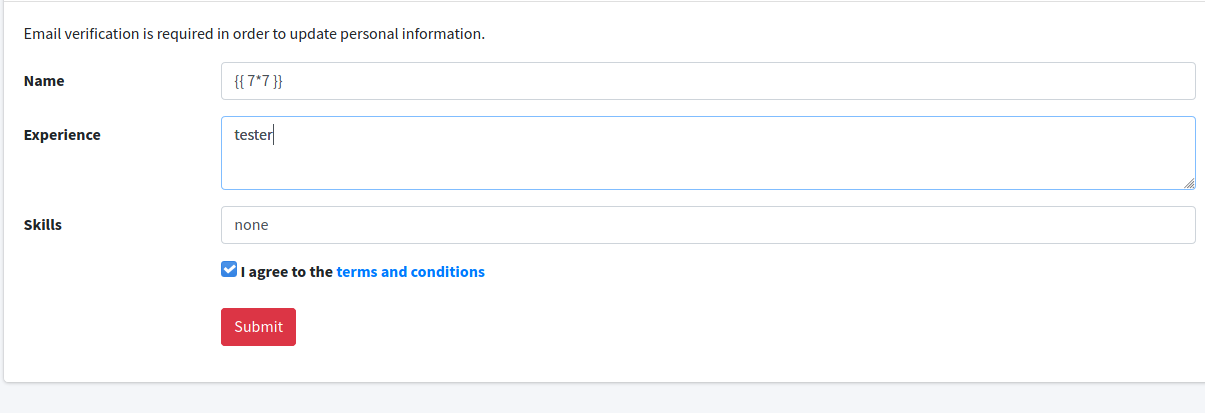 Email verification is required in order to update personal information.
Name
{{ 7*7 }}
Experience
tester
Skills
none
I agree to the terms and conditions
Submit